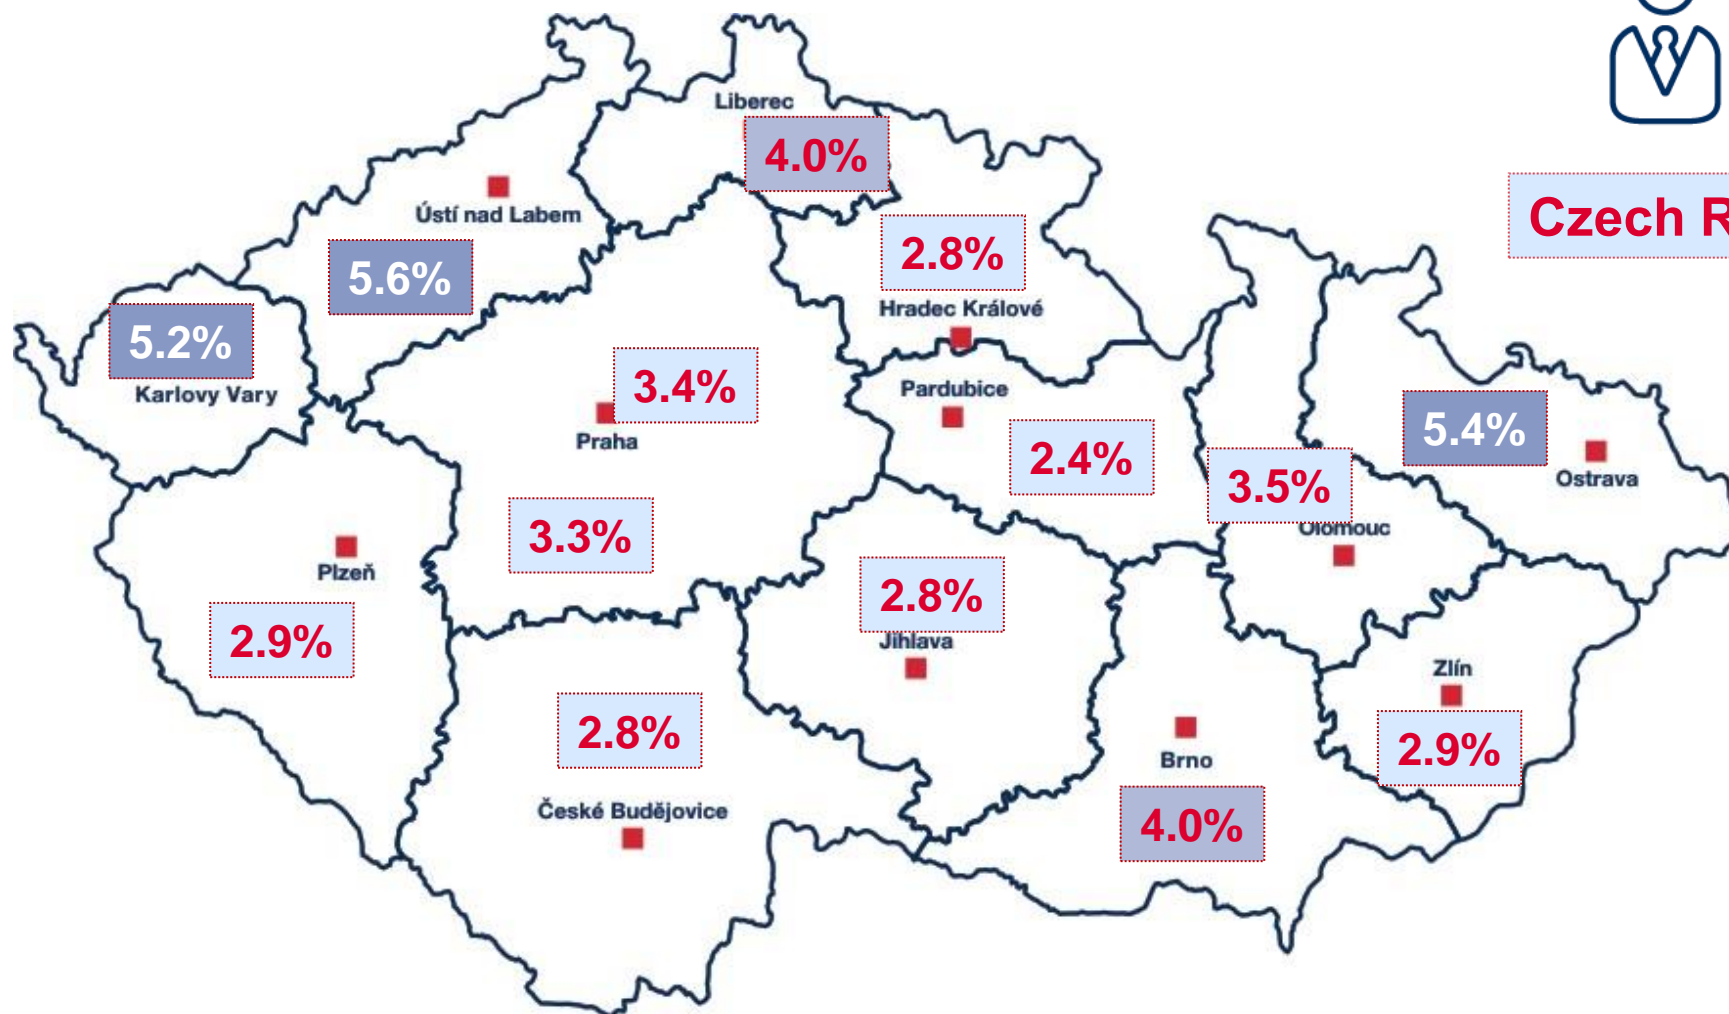 Liberec
4.0%
Ústí nad Labem
Czech R
2.8%
5.6%
Hradec Králové
5.2%
Karlovy Vary
3.4%
Praha
Pardubice
2.4%
5.4%
Ostrava
3.5%
Olomouc
3.3%
Plzeň
2.9%
2.8%
Jihlava
Zlín
2.9%
2.8%
Brno
4.0%
České Budějovice